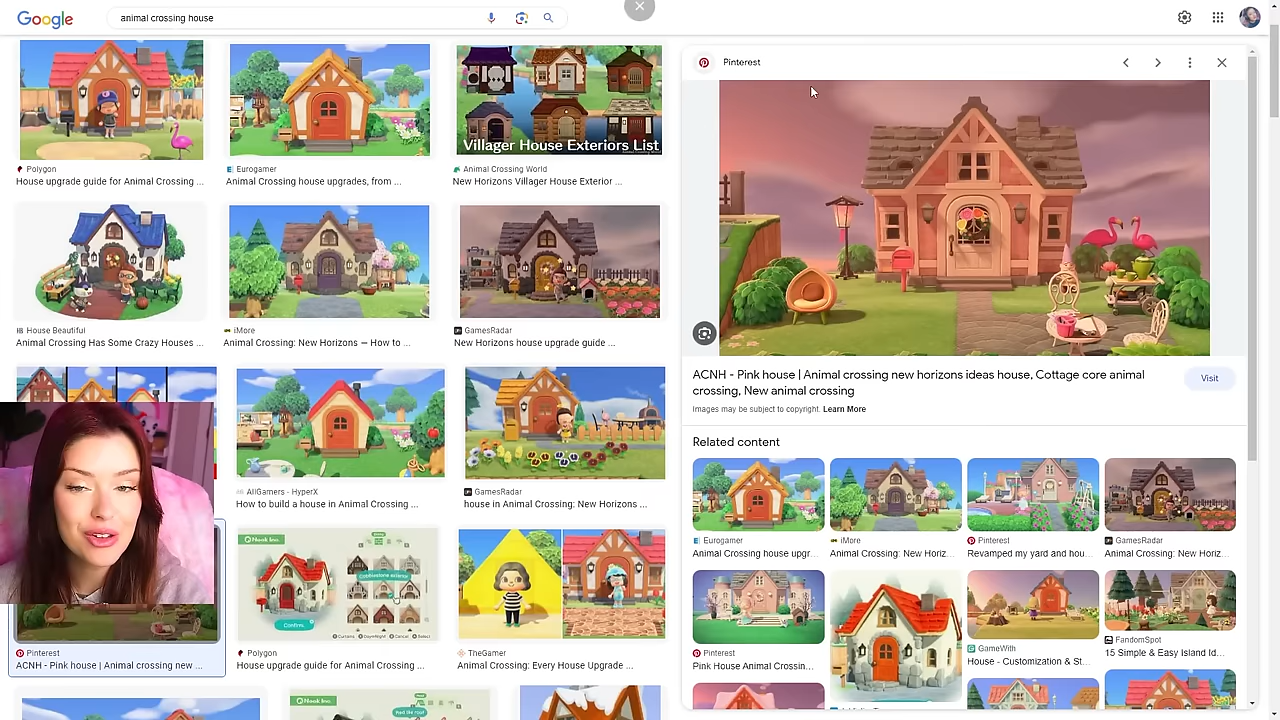 Google
animal crossing house
Polygon
House upgrade guide for Animal Crossing ...
Eurogamer
Animal Crossing house upgrades, from ...
Villager House Exteriors List
Animal Crossing World
New Horizons Villager House Exterior ...
House Beautiful
Animal Crossing Has Some Crazy Houses ...
iMore
Animal Crossing: New Horizons — How to ...
GamesRadar
New Horizons house upgrade guide ...
AllGamers - HyperX
How to build a house in Animal Crossing ...
GamesRadar
house in Animal Crossing: New Horizons ...
Pinterest
ACNH - Pink house | Animal crossing new ...
Nook Inc.
Confirm
Polygon
House upgrade guide for Animal Crossing ...
TheGamer
Animal Crossing: Every House Upgrade ...
Nook Inc.
Pinterest
ACNH - Pink house | Animal crossing new horizons ideas house, Cottage core animal
crossing, New animal crossing
Visit
Images may be subject to copyright. Learn More
Related content
Eurogamer
Animal Crossing house upgr...
iMore
Animal Crossing: New Horiz...
Pinterest
Revamped my yard and hou...
GamesRadar
Animal Crossing: New Horiz...
Pinterest
Pink House Animal Crossin...
GameWith
House - Customization & St...
FandomSpot
15 Simple & Easy Island Id...